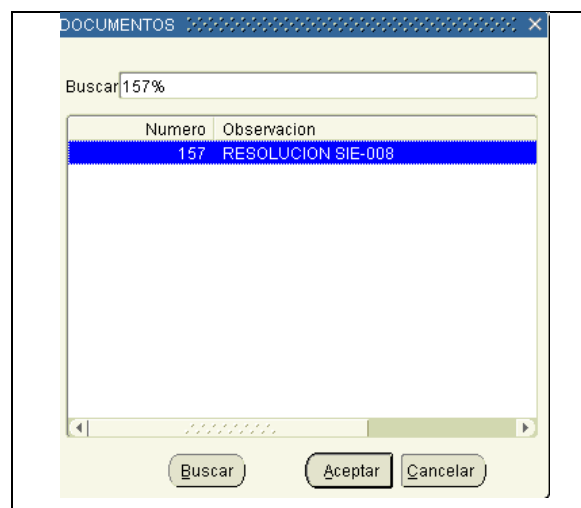 DOCUMENTOS
Buscar 157%
Numero Observacion
157 RESOLUCION SIE-008
Buscar Aceptar Cancelar